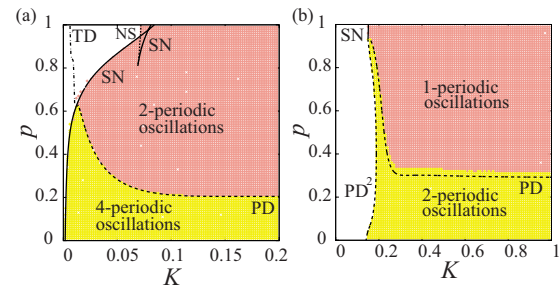 (a)
TD
NS
SN
SN
2-periodic
oscillations
4-periodic
oscillations
PD
p
1
0.8
0.6
0.4
0.2
0
0
0.05
0.1
0.15
0.2
K
(b)
SN
1-periodic
oscillations
PD²
2-periodic
oscillations
PD
p
1
0.8
0.6
0.4
0.2
0
0
0.2
0.4
0.6
0.8
1
K